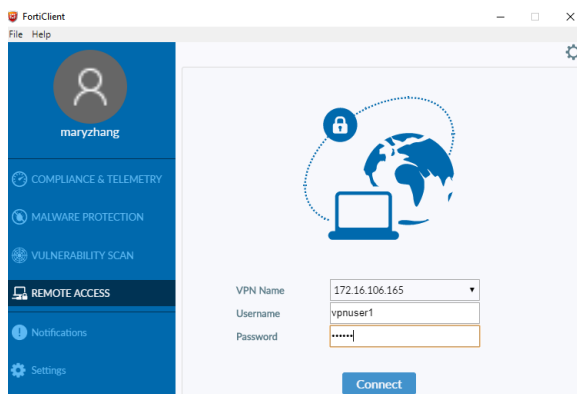 FortiClient
File Help
maryzhang
COMPLIANCE & TELEMETRY
MALWARE PROTECTION
VULNERABILITY SCAN
REMOTE ACCESS
Notifications
Settings
VPN Name 172.16.106.165
Username vpnuser1
Password ••••••
Connect